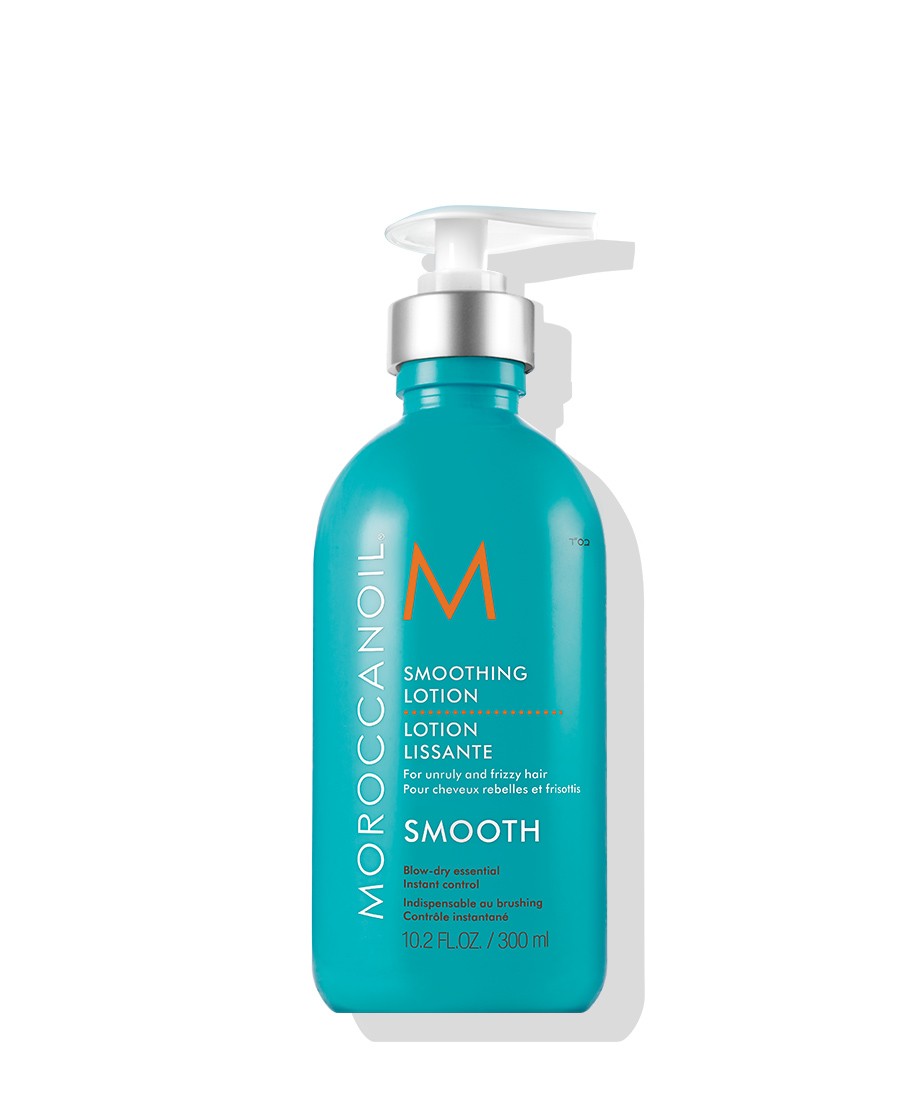 MOROCCANOIL®
M
SMOOTHING
LOTION
LOTION
LISSANTE
For unruly and frizzy hair
Pour cheveux rebelles et frisottis
SMOOTH
Blow-dry essential
Instant control
Indispensable au brushing
Contrôle instantané
10.2 FL.OZ. / 300 ml